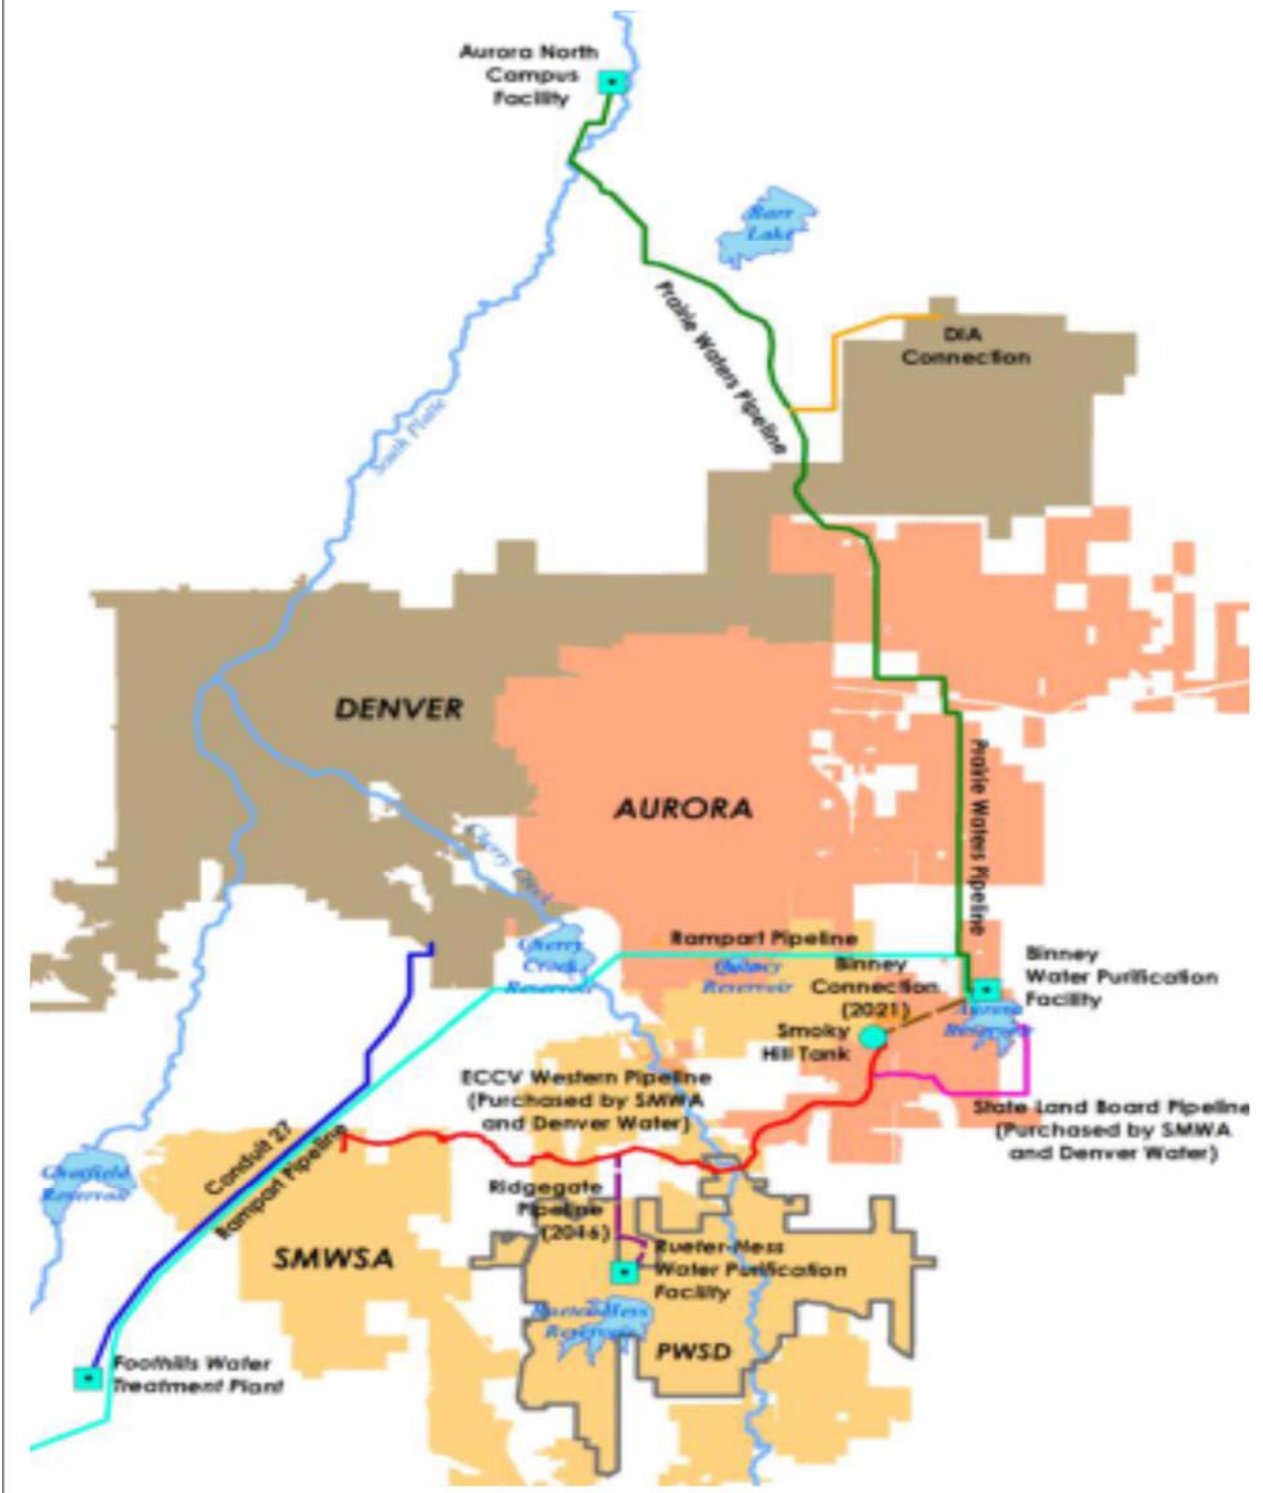 Aurora North
Campus
Facility
Barr
Lake
Prairie Waters Pipeline
DIA
Connection
South Platte
DENVER
AURORA
Prairie Waters Pipeline
Cherry Creek
Rampart Pipeline
Cherry
Creek
Reservoir
Quincy
Reservoir
Binney
Connection
(2021)
Binney
Water Purification
Facility
Aurora
Reservoir
Smoky
Hill Tank
ECCV Western Pipeline
(Purchased by SMWA
and Denver Water)
State Land Board Pipeline
(Purchased by SMWA
and Denver Water)
Conduit 27
Rampart Pipeline
Chatfield
Reservoir
Ridgegate
Pipeline
(2016)
SMWSA
Rueter-Hess
Water Purification
Facility
Rueter-Hess
Reservoir
PWSD
Foothills Water
Treatment Plant